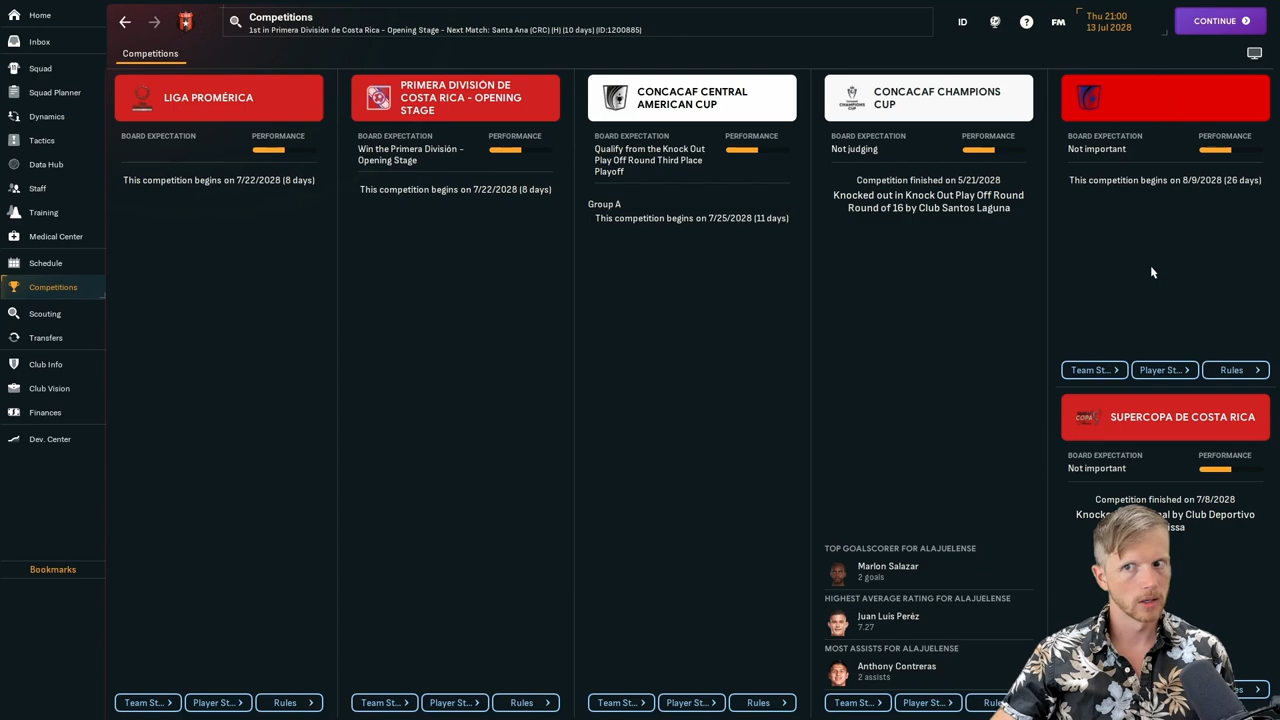 Home
Inbox
Squad
Squad Planner
Dynamics
Tactics
Data Hub
Staff
Training
Medical Center
Schedule
Competitions
Scouting
Transfers
Club Info
Club Vision
Finances
Dev. Center
Bookmarks
Competitions
1st in Primera División de Costa Rica - Opening Stage - Next Match: Santa Ana (CRC) (H) (10 days) (ID:1200885)
ID
?
FM
Thu 21:00
13 Jul 2028
CONTINUE
Competitions
LIGA PROMÉRICA
BOARD EXPECTATION PERFORMANCE
This competition begins on 7/22/2028 (8 days)
Team St... >
Player St... >
Rules >
PRIMERA DIVISIÓN DE
COSTA RICA - OPENING
STAGE
BOARD EXPECTATION PERFORMANCE
Win the Primera División -
Opening Stage
This competition begins on 7/22/2028 (8 days)
Team St... >
Player St... >
Rules >
CONCACAF CENTRAL
AMERICAN CUP
BOARD EXPECTATION PERFORMANCE
Qualify from the Knock Out
Play Off Round Third Place
Playoff
Group A
This competition begins on 7/25/2028 (11 days)
Team St... >
Player St... >
Rules >
CONCACAF CHAMPIONS
CUP
BOARD EXPECTATION PERFORMANCE
Not judging
Competition finished on 5/21/2028
Knocked out in Knock Out Play Off Round
Round of 16 by Club Santos Laguna
TOP GOALSCORER FOR ALAJUELENSE
Marlon Salazar
2 goals
HIGHEST AVERAGE RATING FOR ALAJUELENSE
Juan Luis Peréz
7.27
MOST ASSISTS FOR ALAJUELENSE
Anthony Contreras
2 assists
Team St... >
Player St... >
BOARD EXPECTATION PERFORMANCE
Not important
This competition begins on 8/9/2028 (26 days)
Team St... >
Player St... >
Rules >
SUPERCOPA DE COSTA RICA
BOARD EXPECTATION PERFORMANCE
Not important
Competition finished on 7/8/2028
by Club Deportivo